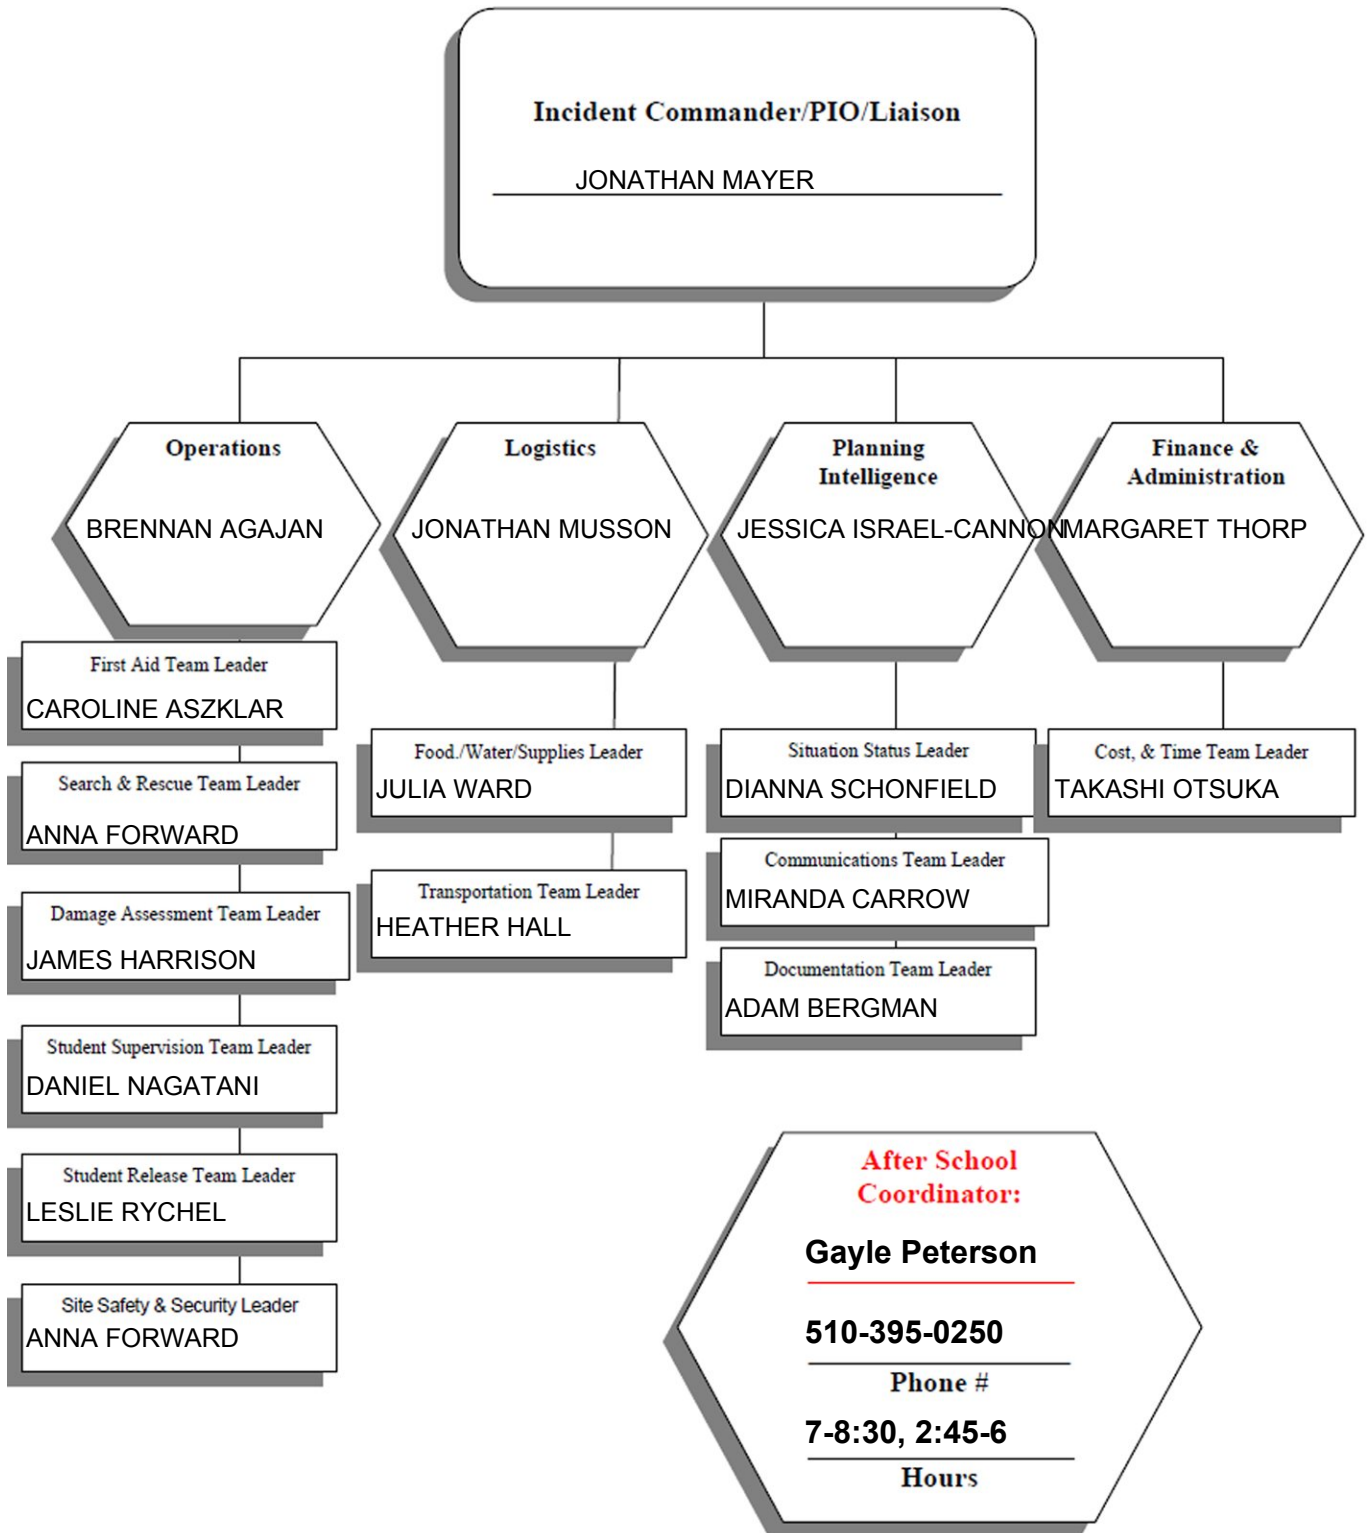 Incident Commander/PIO/Liaison
JONATHAN MAYER
Operations
BRENNAN AGAJAN
Logistics
JONATHAN MUSSON
Planning
Intelligence
JESSICA ISRAEL-CANNON
Finance &
Administration
MARGARET THORP
First Aid Team Leader
CAROLINE ASZKLAR
Search & Rescue Team Leader
ANNA FORWARD
Damage Assessment Team Leader
JAMES HARRISON
Student Supervision Team Leader
DANIEL NAGATANI
Student Release Team Leader
LESLIE RYCHEL
Site Safety & Security Leader
ANNA FORWARD
Food./Water/Supplies Leader
JULIA WARD
Transportation Team Leader
HEATHER HALL
Situation Status Leader
DIANNA SCHONFIELD
Communications Team Leader
MIRANDA CARROW
Documentation Team Leader
ADAM BERGMAN
Cost, & Time Team Leader
TAKASHI OTSUKA
After School
Coordinator:
Gayle Peterson
510-395-0250
Phone #
7-8:30, 2:45-6
Hours